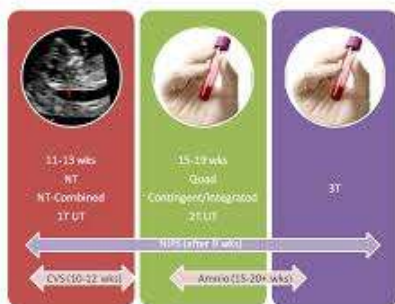 11-13 wks
NT
NT-Combined
1T UT
15-19 wks
Quad
Contingent/Integrated
2T UT
3T
NIPS (after 9 wks)
CVS (10-12 wks)
Amnio (15-20+ wks)